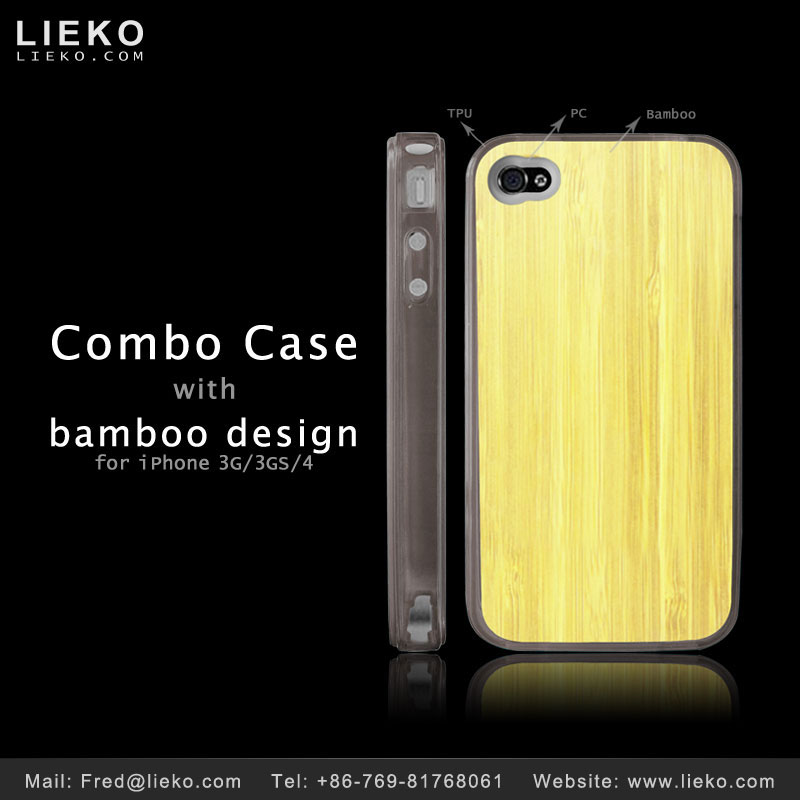 LIEKO
LIEKO.COM
TPU
PC
Bamboo
Combo Case
with
bamboo design
for iPhone 3G/3GS/4
Mail: Fred@lieko.com Tel: +86-769-81768061 Website: www.lieko.com